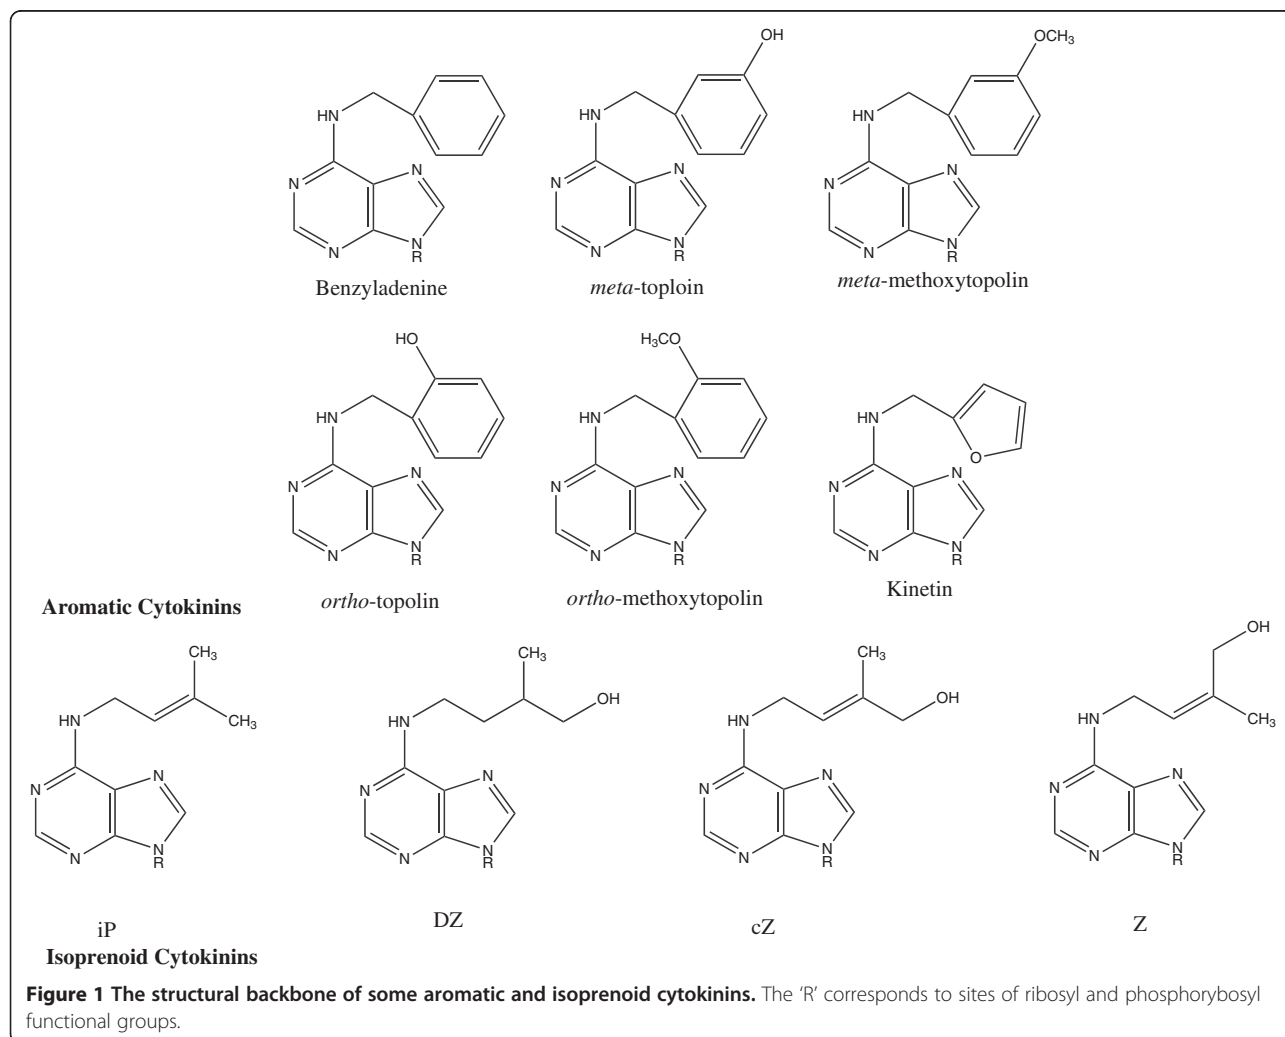 OH
OCH3
HN
HN
HN
N
N
N
N
N
N
N
N
N
N
N
N
R
R
R
Benzyladenine
meta-toploin
meta-methoxytopolin
HO
H3CO
HN
HN
HN
O
N
N
N
N
N
N
N
N
N
N
N
N
R
R
R
ortho-topolin
ortho-methoxytopolin
Kinetin
Aromatic Cytokinins
CH3
CH3
HN
N
N
N
N
R
iP
CH3
OH
HN
N
N
N
N
R
DZ
CH3
OH
HN
N
N
N
N
R
cZ
OH
CH3
HN
N
N
N
N
R
Z
Isoprenoid Cytokinins
Figure 1 The structural backbone of some aromatic and isoprenoid cytokinins. The ‘R’ corresponds to sites of ribosyl and phosphorybosyl
functional groups.